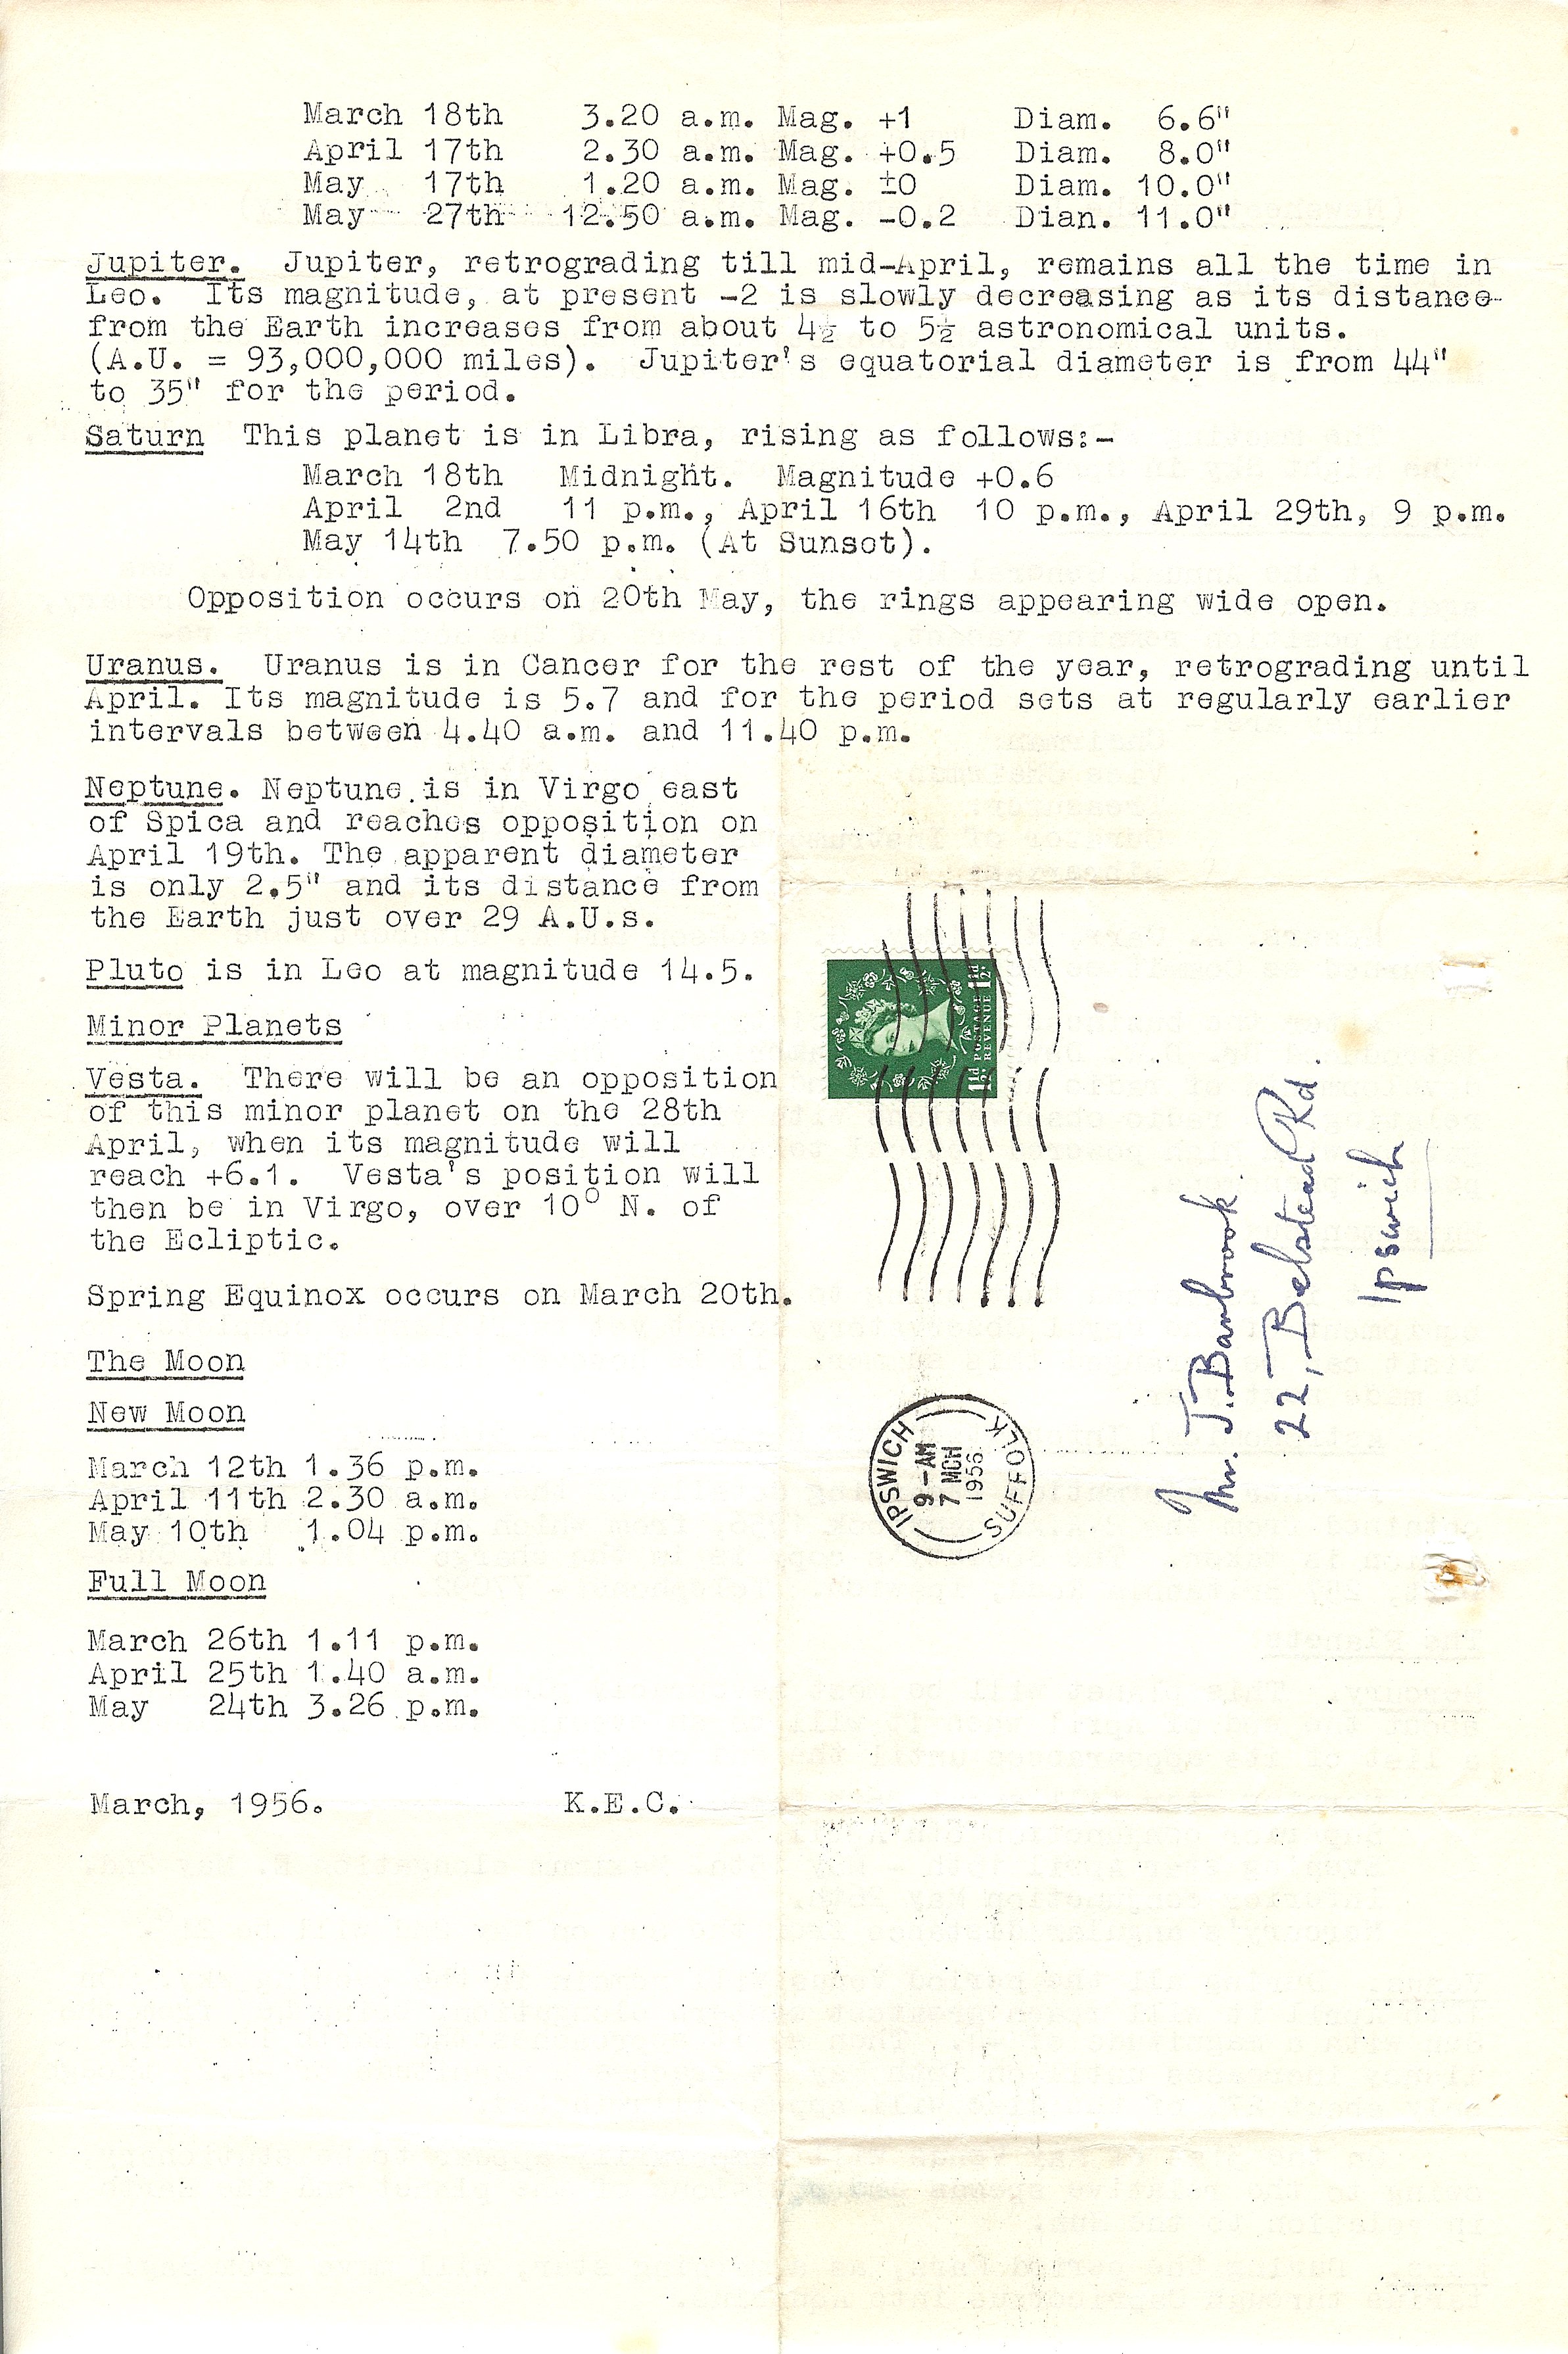 March 18th 3.20 a.m. Mag. +1 Diam. 6.6"
April 17th 2.30 a.m. Mag. +0.5 Diam. 8.0"
May 17th 1.20 a.m. Mag. ±0 Diam. 10.0"
May 27th 12.50 a.m. Mag. -0.2 Dian. 11.0"
Jupiter. Jupiter, retrograding till mid-April, remains all the time in
Leo. Its magnitude, at present -2 is slowly decreasing as its distance
from the Earth increases from about 4½ to 5½ astronomical units.
(A.U. = 93,000,000 miles). Jupiter's equatorial diameter is from 44"
to 35" for the period.
Saturn This planet is in Libra, rising as follows:-
March 18th Midnight. Magnitude +0.6
April 2nd 11 p.m., April 16th 10 p.m., April 29th, 9 p.m.
May 14th 7.50 p.m. (At Sunset).
Opposition occurs on 20th May, the rings appearing wide open.
Uranus. Uranus is in Cancer for the rest of the year, retrograding until
April. Its magnitude is 5.7 and for the period sets at regularly earlier
intervals between 4.40 a.m. and 11.40 p.m.
Neptune. Neptune is in Virgo east
of Spica and reaches opposition on
April 19th. The apparent diameter
is only 2.5" and its distance from
the Earth just over 29 A.U.s.
Pluto is in Leo at magnitude 14.5.
Minor Planets
Vesta. There will be an opposition
of this minor planet on the 28th
April, when its magnitude will
reach +6.1. Vesta's position will
then be in Virgo, over 10° N. of
the Ecliptic.
Spring Equinox occurs on March 20th.
The Moon
New Moon
March 12th 1.36 p.m.
April 11th 2.30 a.m.
May 10th 1.04 p.m.
Full Moon
March 26th 1.11 p.m.
April 25th 1.40 a.m.
May 24th 3.26 p.m.
March, 1956. K.E.C.
1½d POSTAGE REVENUE 1½d
IPSWICH
9-AM
7 MCH
1956
SUFFOLK
Mr. J. Barbrook
22, Belstead Rd.
Ipswich